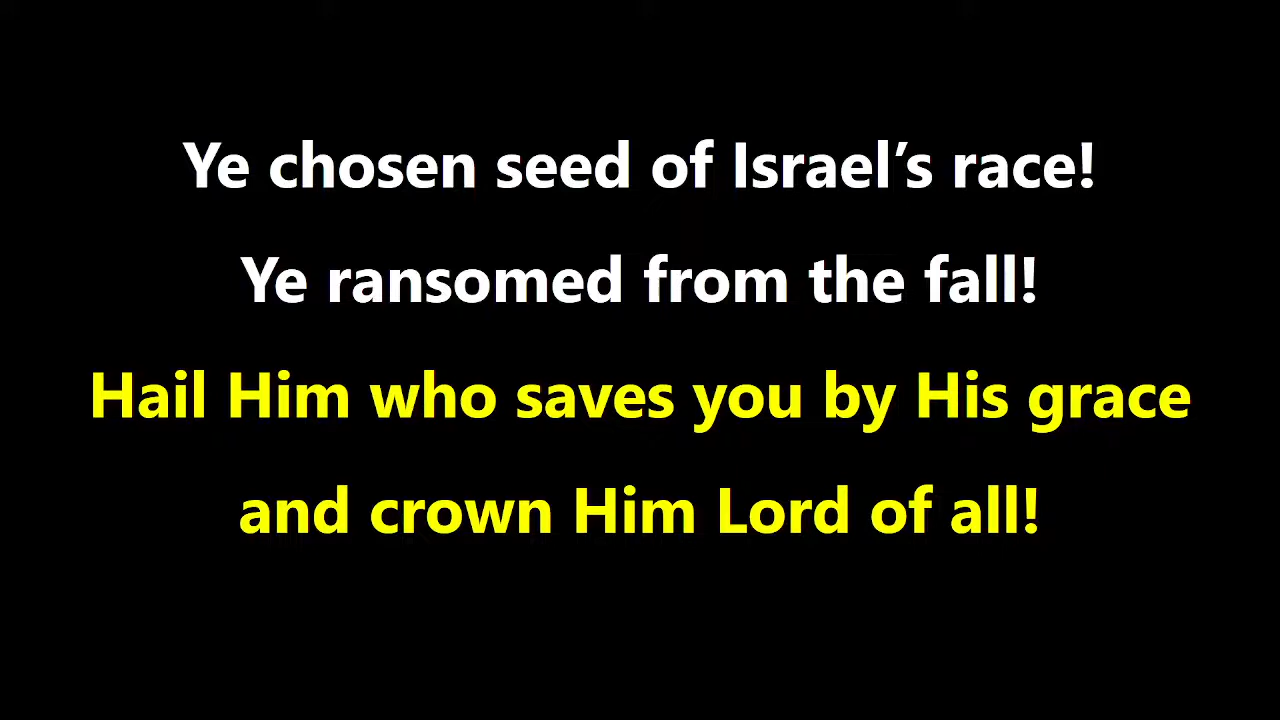 Ye chosen seed of Israel’s race!
Ye ransomed from the fall!
Hail Him who saves you by His grace
and crown Him Lord of all!